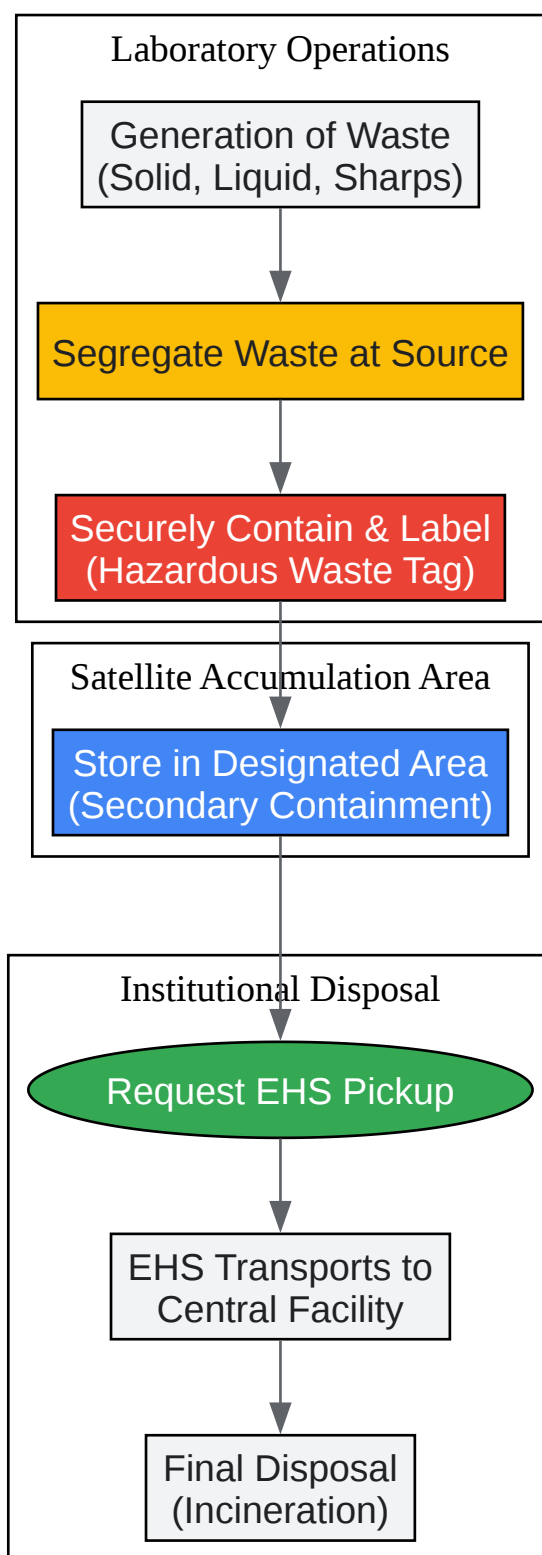 Laboratory Operations
Generation of Waste
(Solid, Liquid, Sharps)
Segregate Waste at Source
Securely Contain & Label
(Hazardous Waste Tag)
Satellite Accumulation Area
Store in Designated Area
(Secondary Containment)
Institutional Disposal
Request EHS Pickup
EHS Transports to
Central Facility
Final Disposal
(Incineration)